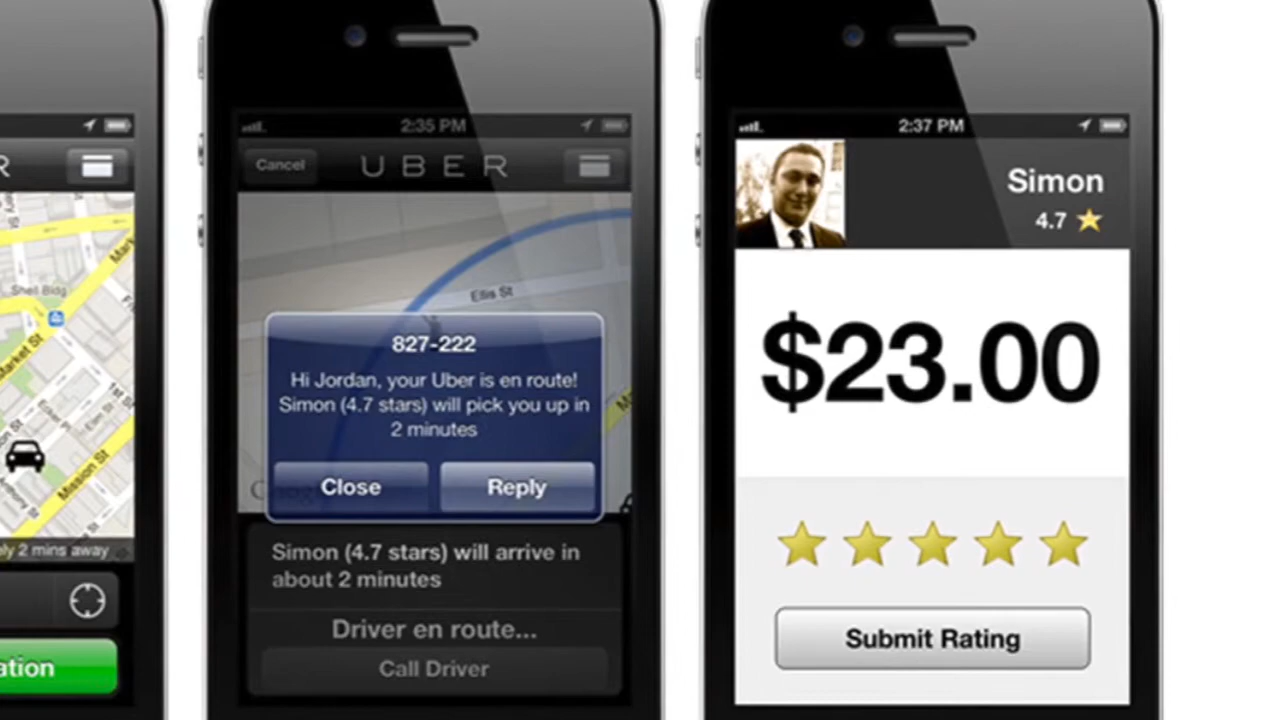 R
Shell Bldg
Market St
Mission St
1st St
2 mins away
ation
2:35 PM
Cancel
UBER
Ellis St
827-222
Hi Jordan, your Uber is en route!
Simon (4.7 stars) will pick you up in
2 minutes
Close
Reply
Simon (4.7 stars) will arrive in
about 2 minutes
Driver en route...
Call Driver
2:37 PM
Simon
4.7
$23.00
Submit Rating